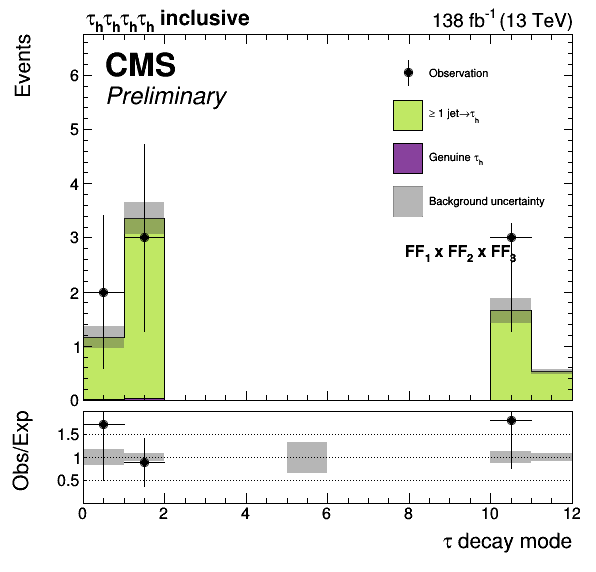 τhτhτhτh inclusive
138 fb-1 (13 TeV)
Events
CMS
Preliminary
Observation
≥ 1 jet→τh
Genuine τh
Background uncertainty
FF1 x FF2 x FF3
6
5
4
3
2
1
0
Obs/Exp
1.5
1
0.5
0 2 4 6 8 10 12
τ decay mode